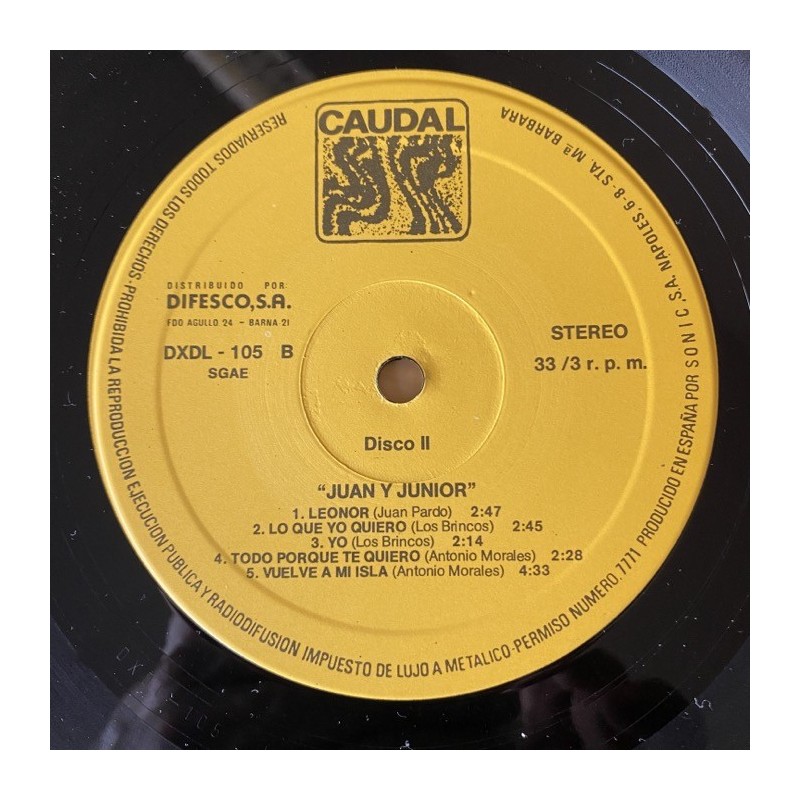 CAUDAL
DISTRIBUIDO POR:
DIFESCO, S.A.
FDO AGULLO 24 - BARNA 21
DXDL - 105 B
SGAE
STEREO
33 /3 r. p. m.
Disco II
"JUAN Y JUNIOR"
1. LEONOR (Juan Pardo) 2:47
2. LO QUE YO QUIERO (Los Brincos) 2:45
3. YO (Los Brincos) 2:14
4. TODO PORQUE TE QUIERO (Antonio Morales) 2:28
5. VUELVE A MI ISLA (Antonio Morales) 4:33
RESERVADOS TODOS LOS DERECHOS-PROHIBIDA LA REPRODUCCION EJECUCION PUBLICA Y RADIODIFUSION IMPUESTO DE LUJO A METALICO-PERMISO NUMERO. 7771 PRODUCIDO EN ESPAÑA POR SONIC, S.A. NAPOLES, 6-8-STA. Mª BARBARA